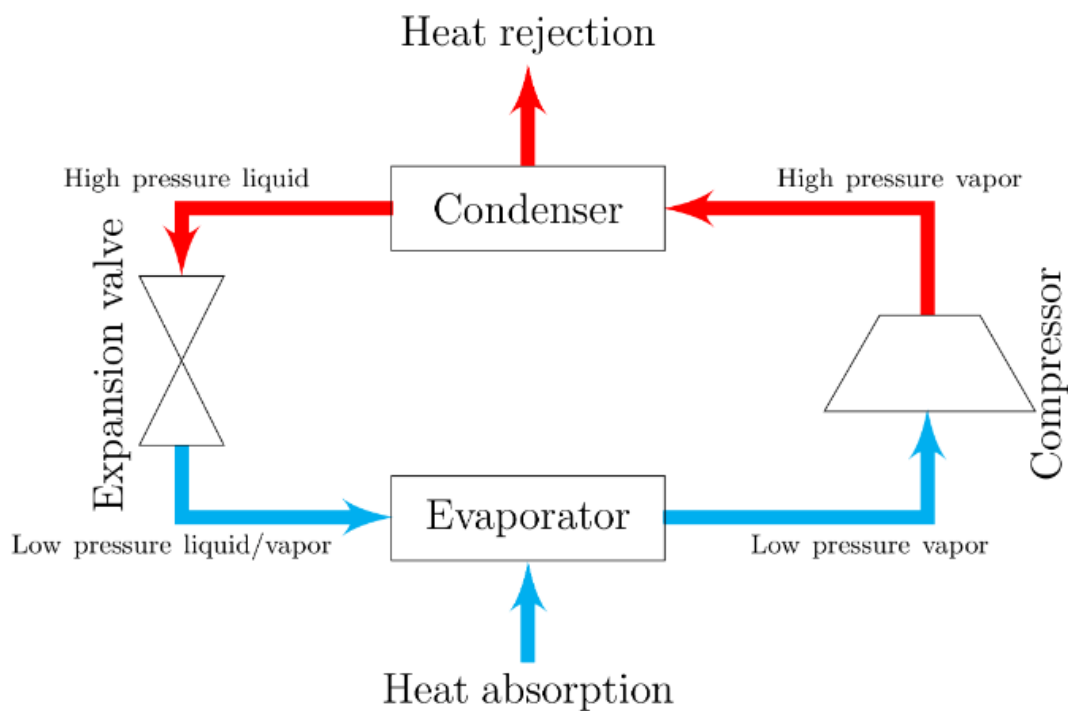 Heat rejection
High pressure liquid
High pressure vapor
Condenser
Expansion valve
Compressor
Evaporator
Low pressure liquid/vapor
Low pressure vapor
Heat absorption